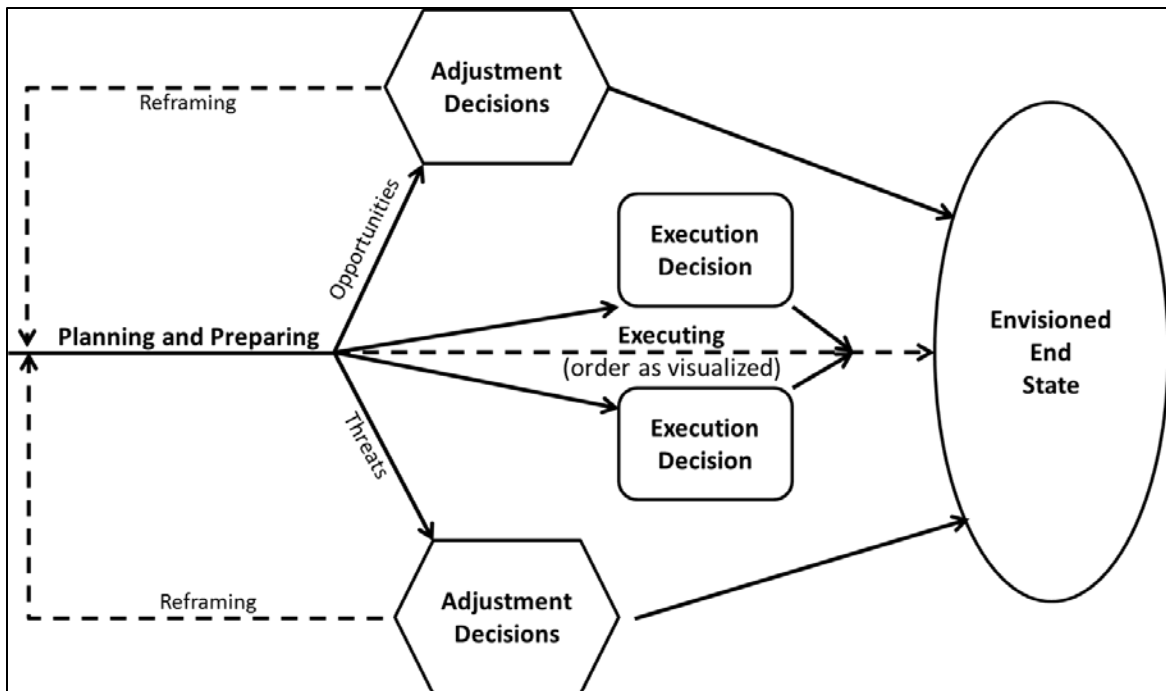 Adjustment
Decisions
Reframing
Opportunities
Execution
Decision
Planning and Preparing
Executing
(order as visualized)
Envisioned
End
State
Threats
Execution
Decision
Reframing
Adjustment
Decisions